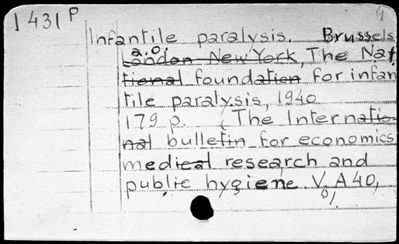 1431 P
Infantile paralysis. Brussels,
a.o.,
London New York, The Nat
tional foundation for infan
tile paralysis, 1940
179 p. (The Internatio-
nal bulletin for economics
medical research and
public hygiene V. A40,